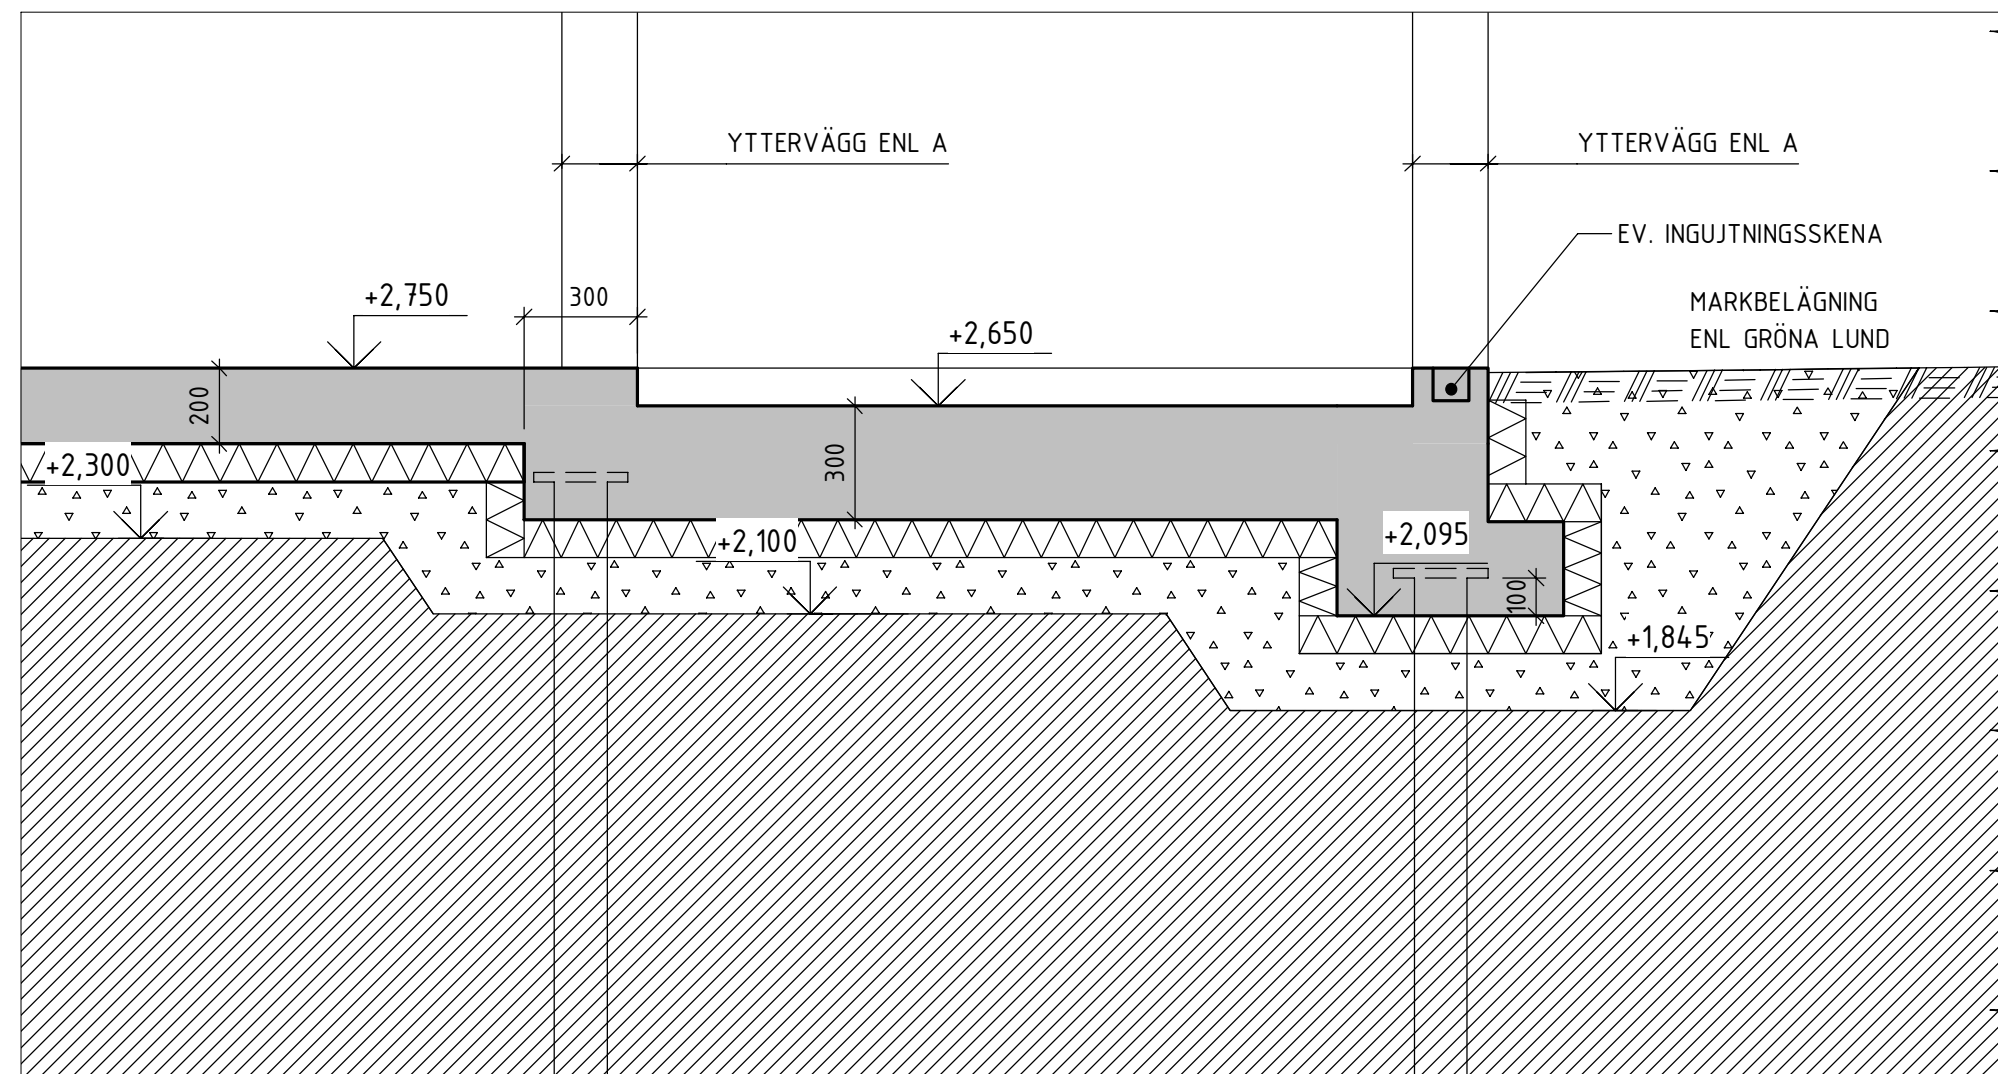 YTTERVÄGG ENL A
YTTERVÄGG ENL A
EV. INGUJTNINGSSKENA
MARKBELÄGNING
ENL GRÖNA LUND
+2,750
300
+2,650
200
300
+2,300
+2,100
+2,095
100
+1,845